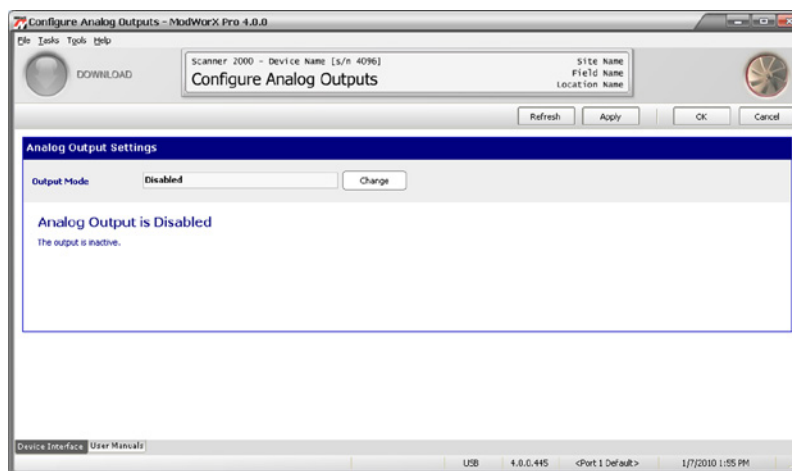 Configure Analog Outputs - ModWorX Pro 4.0.0
File Tasks Tools Help
DOWNLOAD
Scanner 2000 - Device Name [s/n 4096]
Configure Analog Outputs
Site Name
Field Name
Location Name
Refresh Apply OK Cancel
Analog Output Settings
Output Mode Disabled Change
Analog Output is Disabled
The output is inactive.
Device Interface User Manuals
USB 4.0.0.445 <Port 1 Default> 1/7/2010 1:55 PM